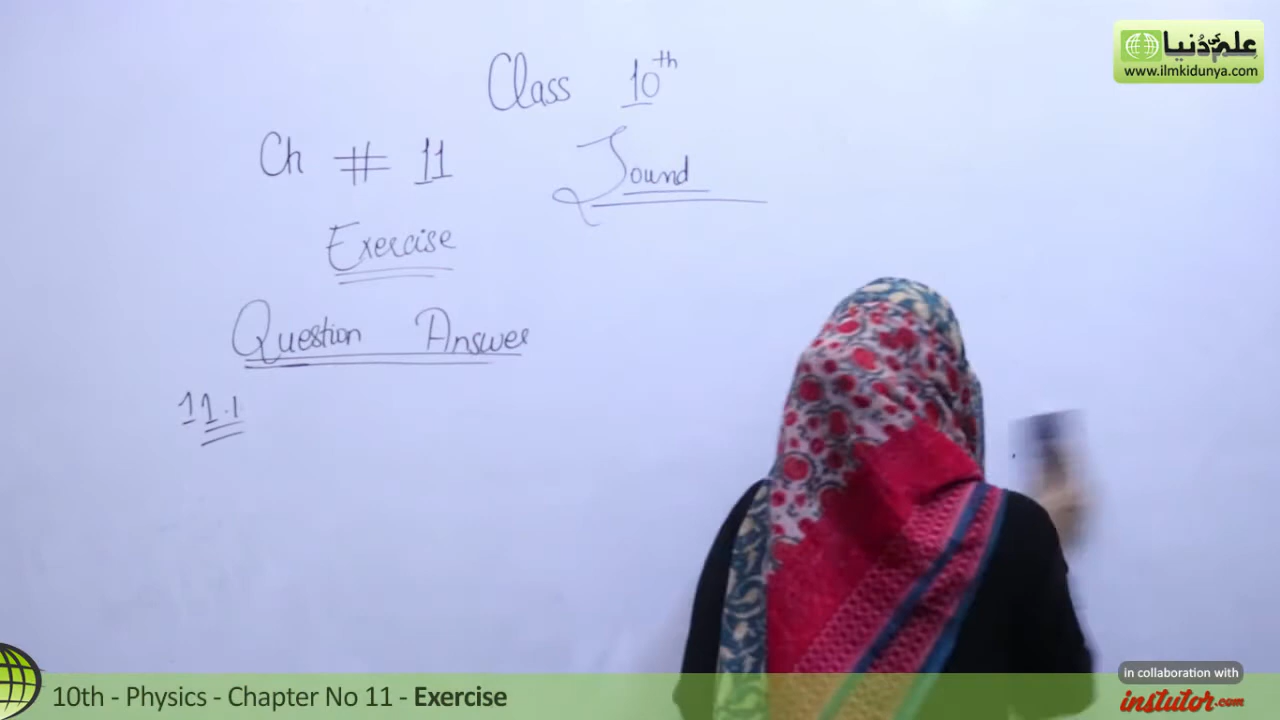 علم کی دُنیا
www.ilmkidunya.com
Class 10th
Ch # 11 Sound
Exercise
Question Answer
11.1
in collaboration with
instutor.com
10th - Physics - Chapter No 11 - Exercise